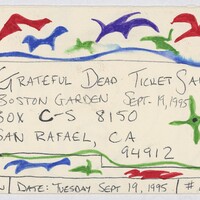 GRATEFUL DEAD TICKET SA
BOSTON GARDEN SEPT. 19, 1995
BOX C-S 8150
SAN RAFAEL, CA
94912
DATE: TUESDAY SEPT 19, 1995 #